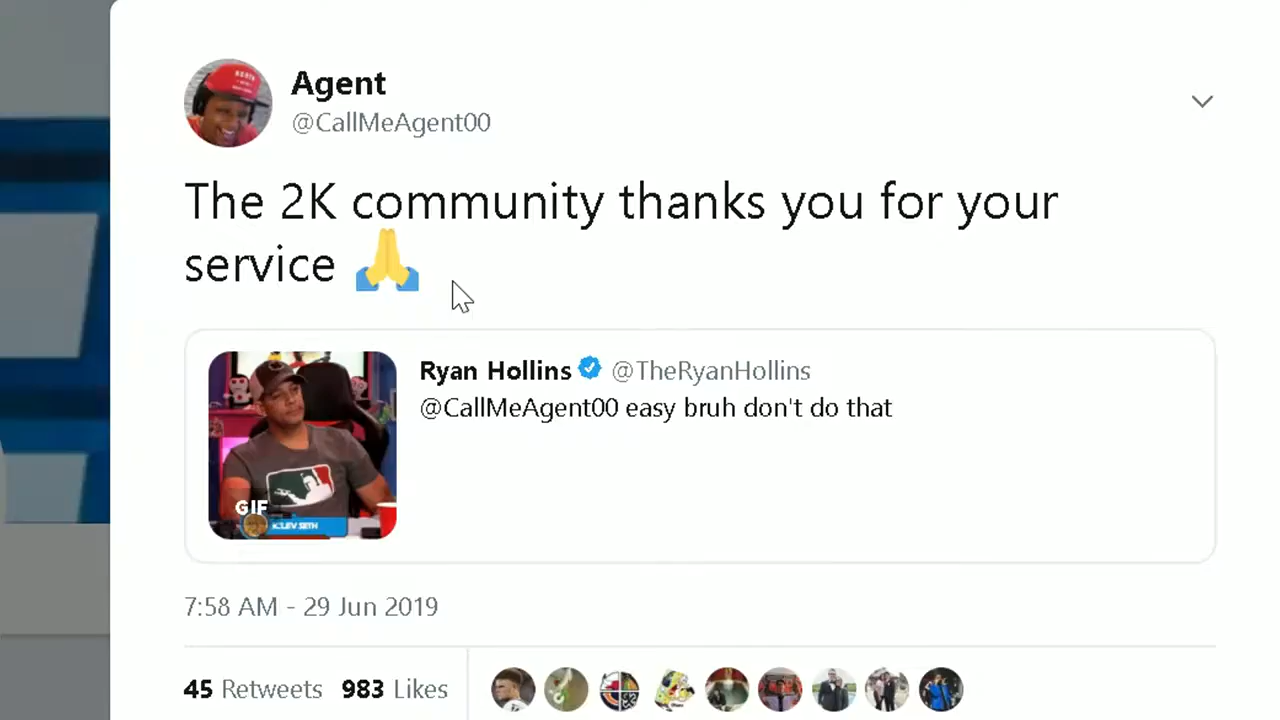 Agent
@CallMeAgent00
The 2K community thanks you for your
service 🙏
Ryan Hollins @TheRyanHollins
@CallMeAgent00 easy bruh don't do that
GIF
7:58 AM - 29 Jun 2019
45 Retweets 983 Likes